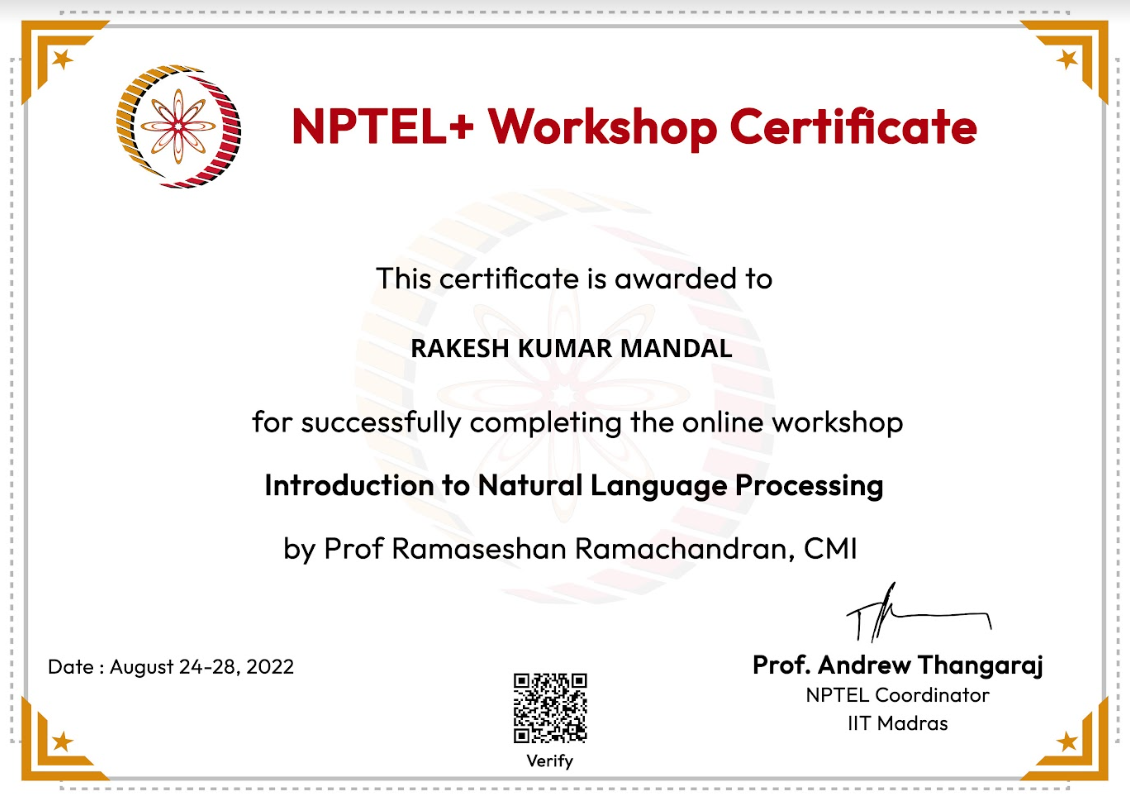 NPTEL+ Workshop Certificate
This certificate is awarded to
RAKESH KUMAR MANDAL
for successfully completing the online workshop
Introduction to Natural Language Processing
by Prof Ramaseshan Ramachandran, CMI
Date : August 24-28, 2022
Prof. Andrew Thangaraj
NPTEL Coordinator
IIT Madras
Verify